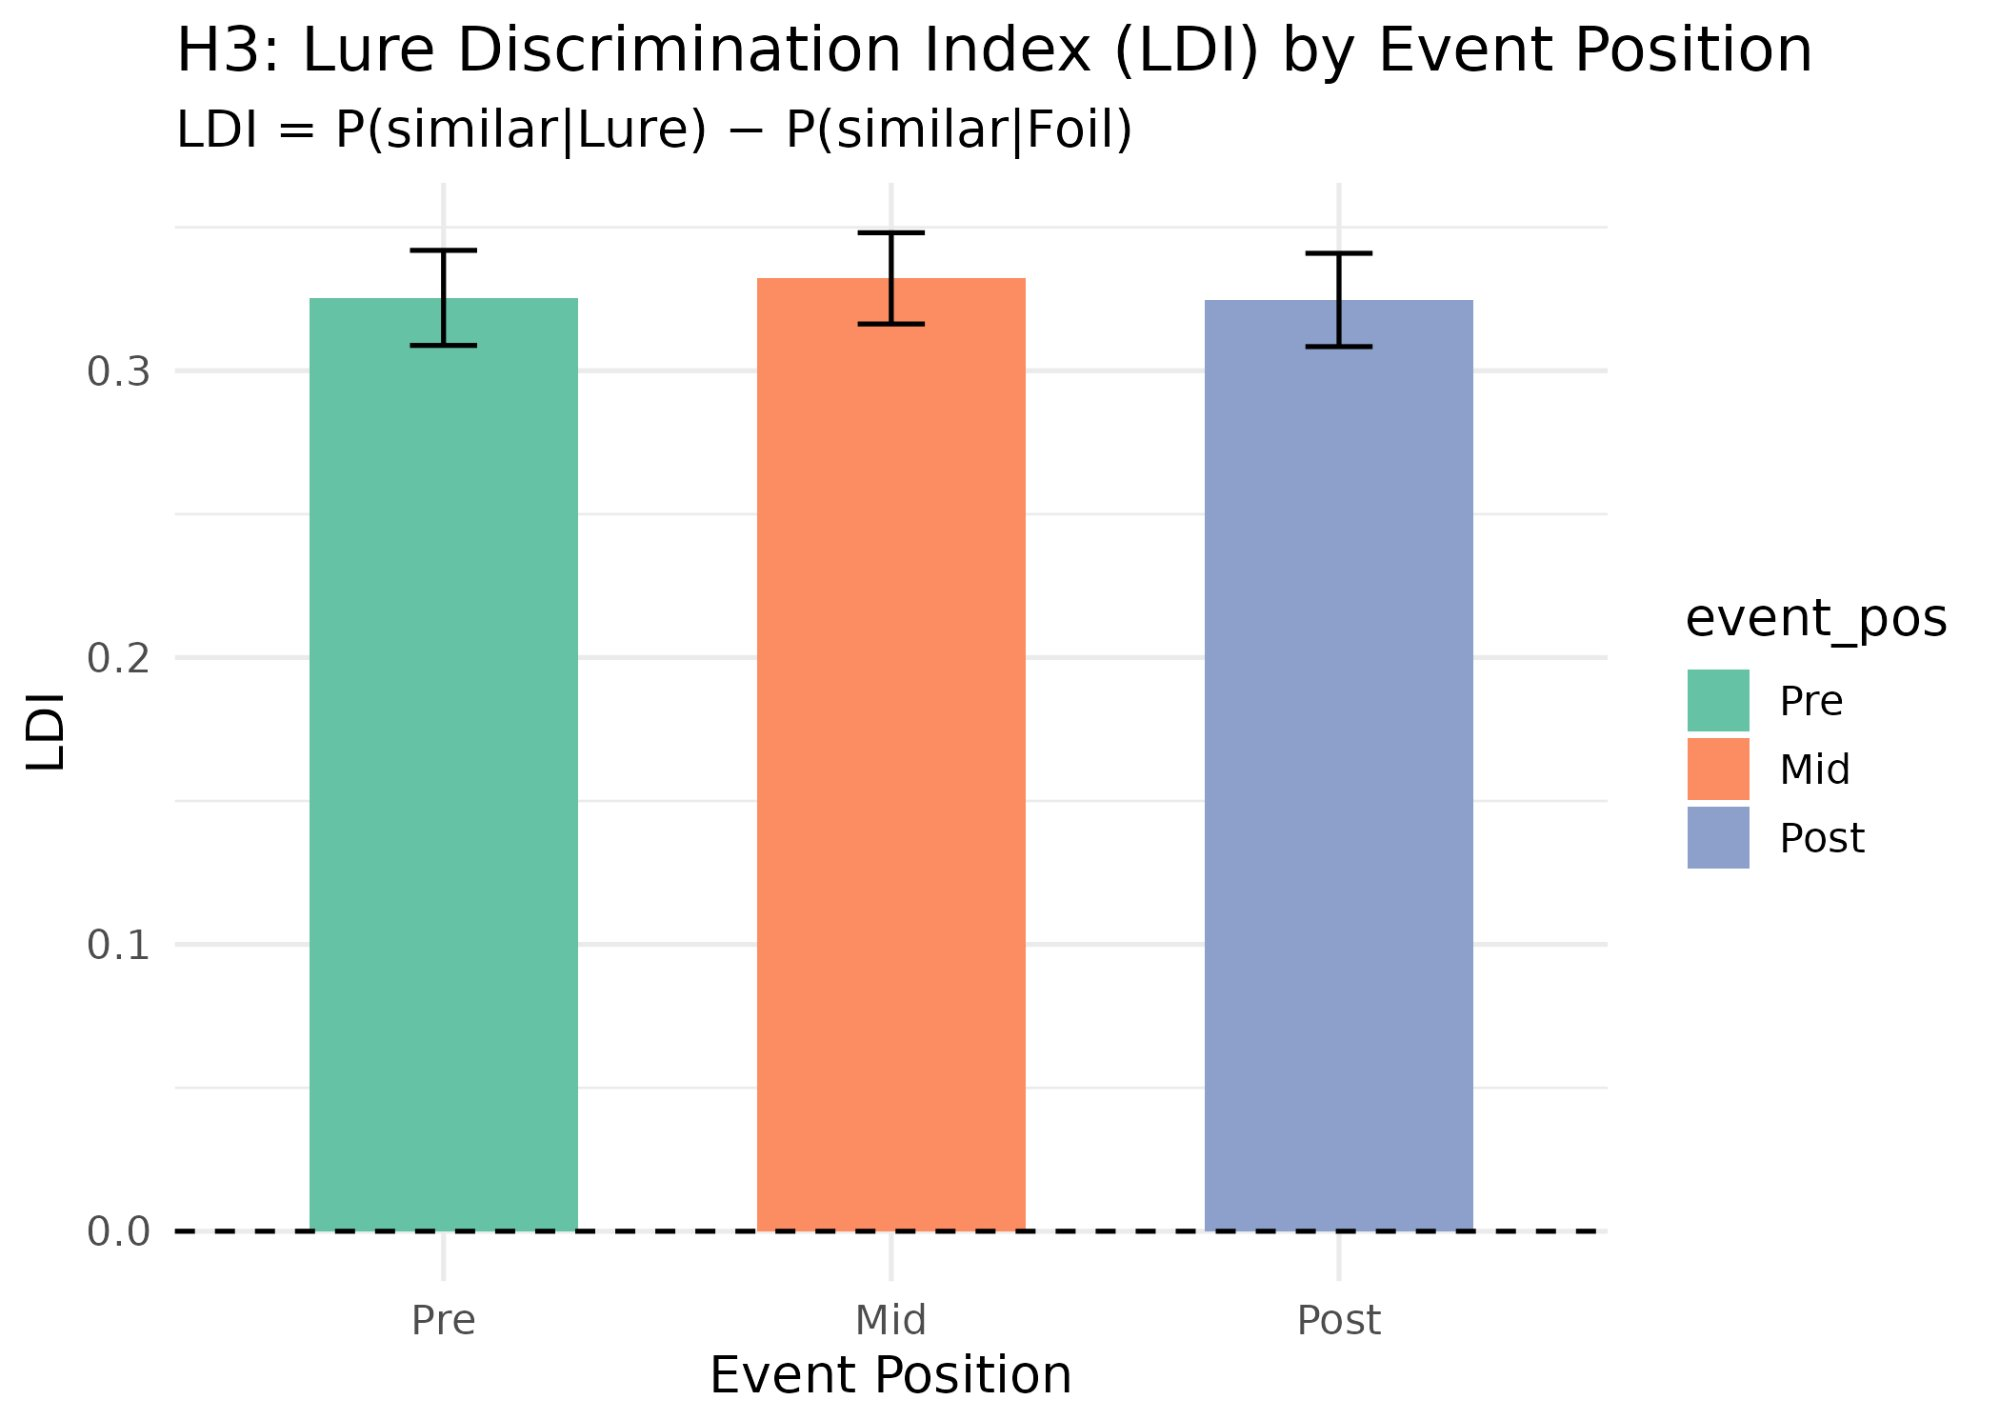 H3: Lure Discrimination Index (LDI) by Event Position
LDI = P(similar|Lure) − P(similar|Foil)
LDI
0.3
0.2
0.1
0.0
Pre
Mid
Post
Event Position
event_pos
Pre
Mid
Post